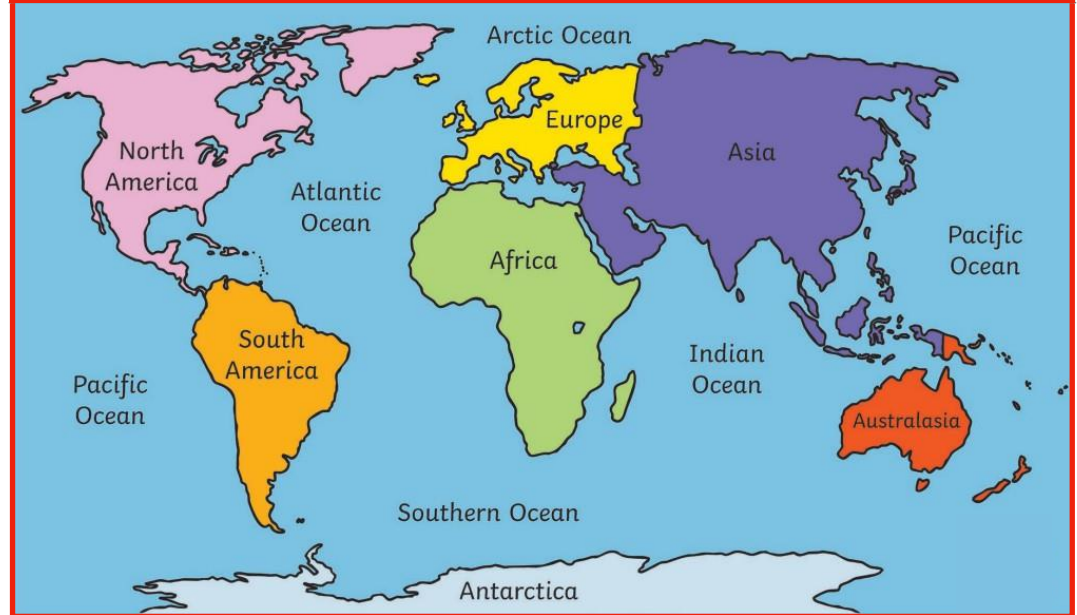 Arctic Ocean
Europe
North
America
Asia
Atlantic
Ocean
Pacific
Ocean
Africa
South
America
Indian
Ocean
Pacific
Ocean
Australasia
Southern Ocean
Antarctica